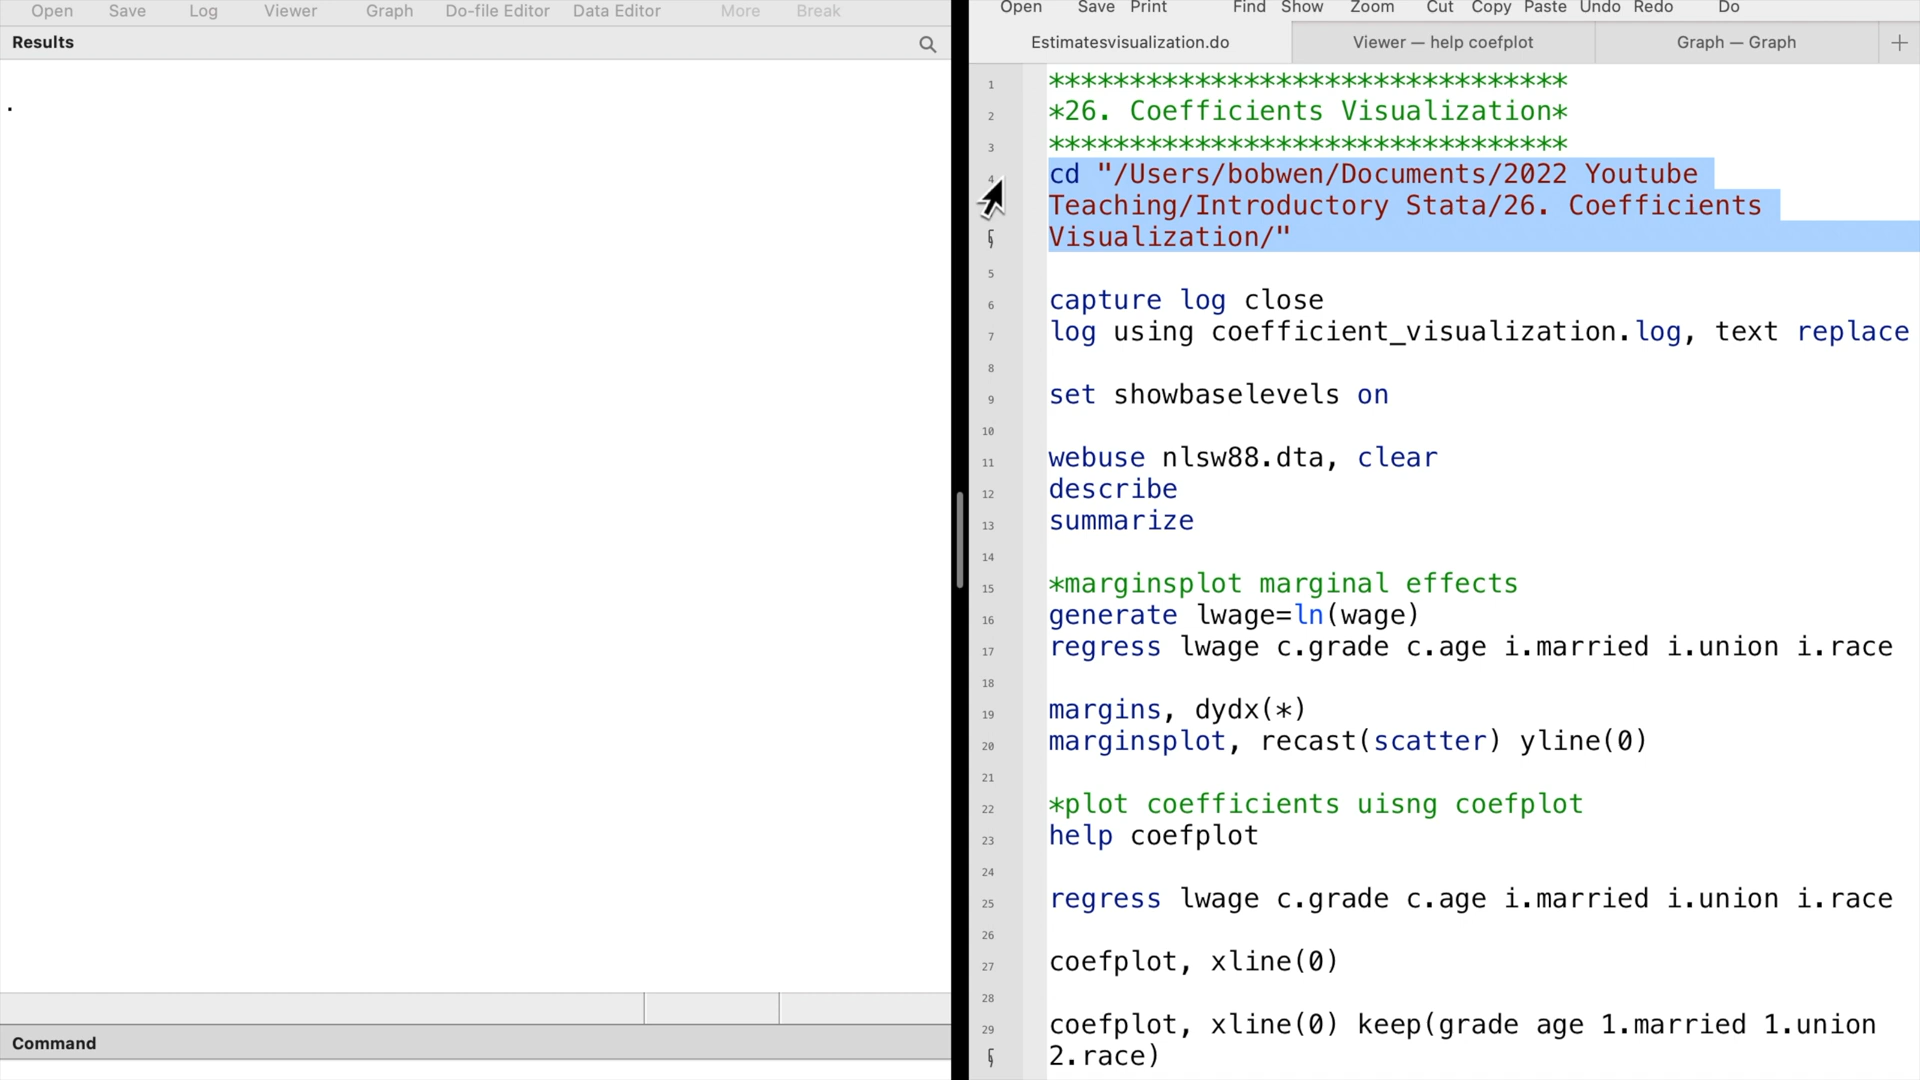 Open Save Log Viewer Graph Do-file Editor Data Editor More Break
Results
.
Command
Open Save Print Find Show Zoom Cut Copy Paste Undo Redo Do
Estimatesvisualization.do Viewer — help coefplot Graph — Graph
1 ********************************
2 *26. Coefficients Visualization*
3 ********************************
4 cd "/Users/bobwen/Documents/2022 Youtube
Teaching/Introductory Stata/26. Coefficients
Visualization/"
5
6 capture log close
7 log using coefficient_visualization.log, text replace
8
9 set showbaselevels on
10
11 webuse nlsw88.dta, clear
12 describe
13 summarize
14
15 *marginsplot marginal effects
16 generate lwage=ln(wage)
17 regress lwage c.grade c.age i.married i.union i.race
18
19 margins, dydx(*)
20 marginsplot, recast(scatter) yline(0)
21
22 *plot coefficients uisng coefplot
23 help coefplot
24
25 regress lwage c.grade c.age i.married i.union i.race
26
27 coefplot, xline(0)
28
29 coefplot, xline(0) keep(grade age 1.married 1.union
2.race)